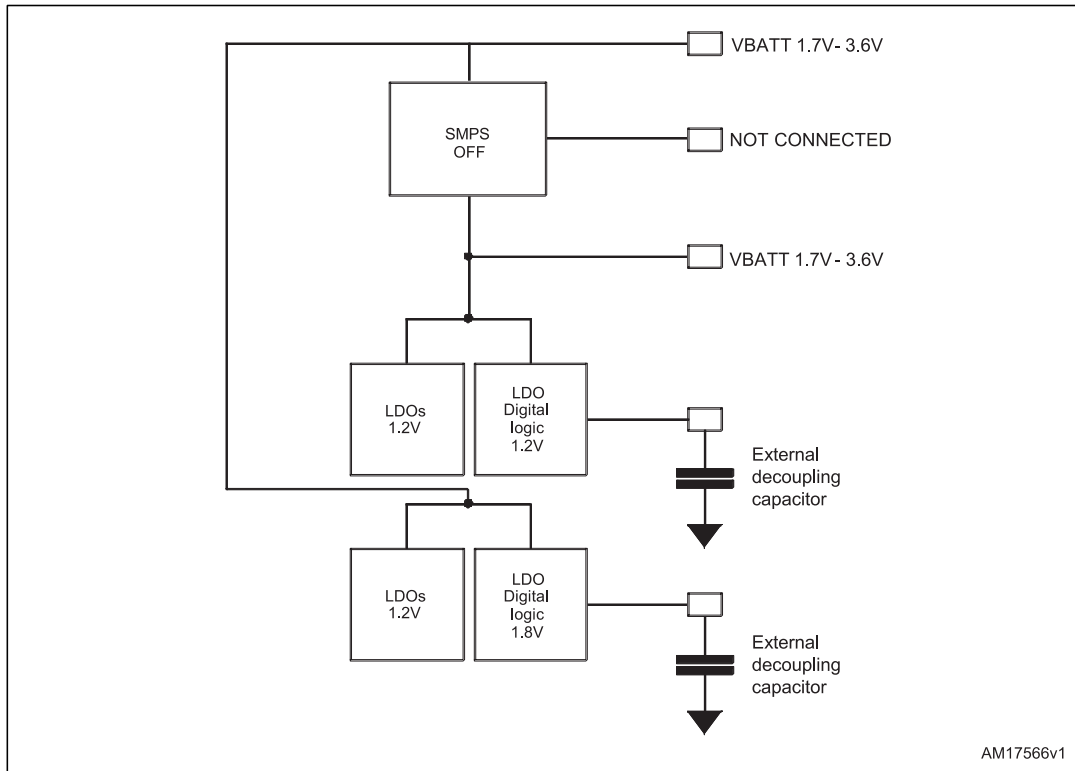 VBATT 1.7V- 3.6V
SMPS
OFF
NOT CONNECTED
VBATT 1.7V- 3.6V
LDOs
1.2V
LDO
Digital
logic
1.2V
External
decoupling
capacitor
LDOs
1.2V
LDO
Digital
logic
1.8V
External
decoupling
capacitor
AM17566v1